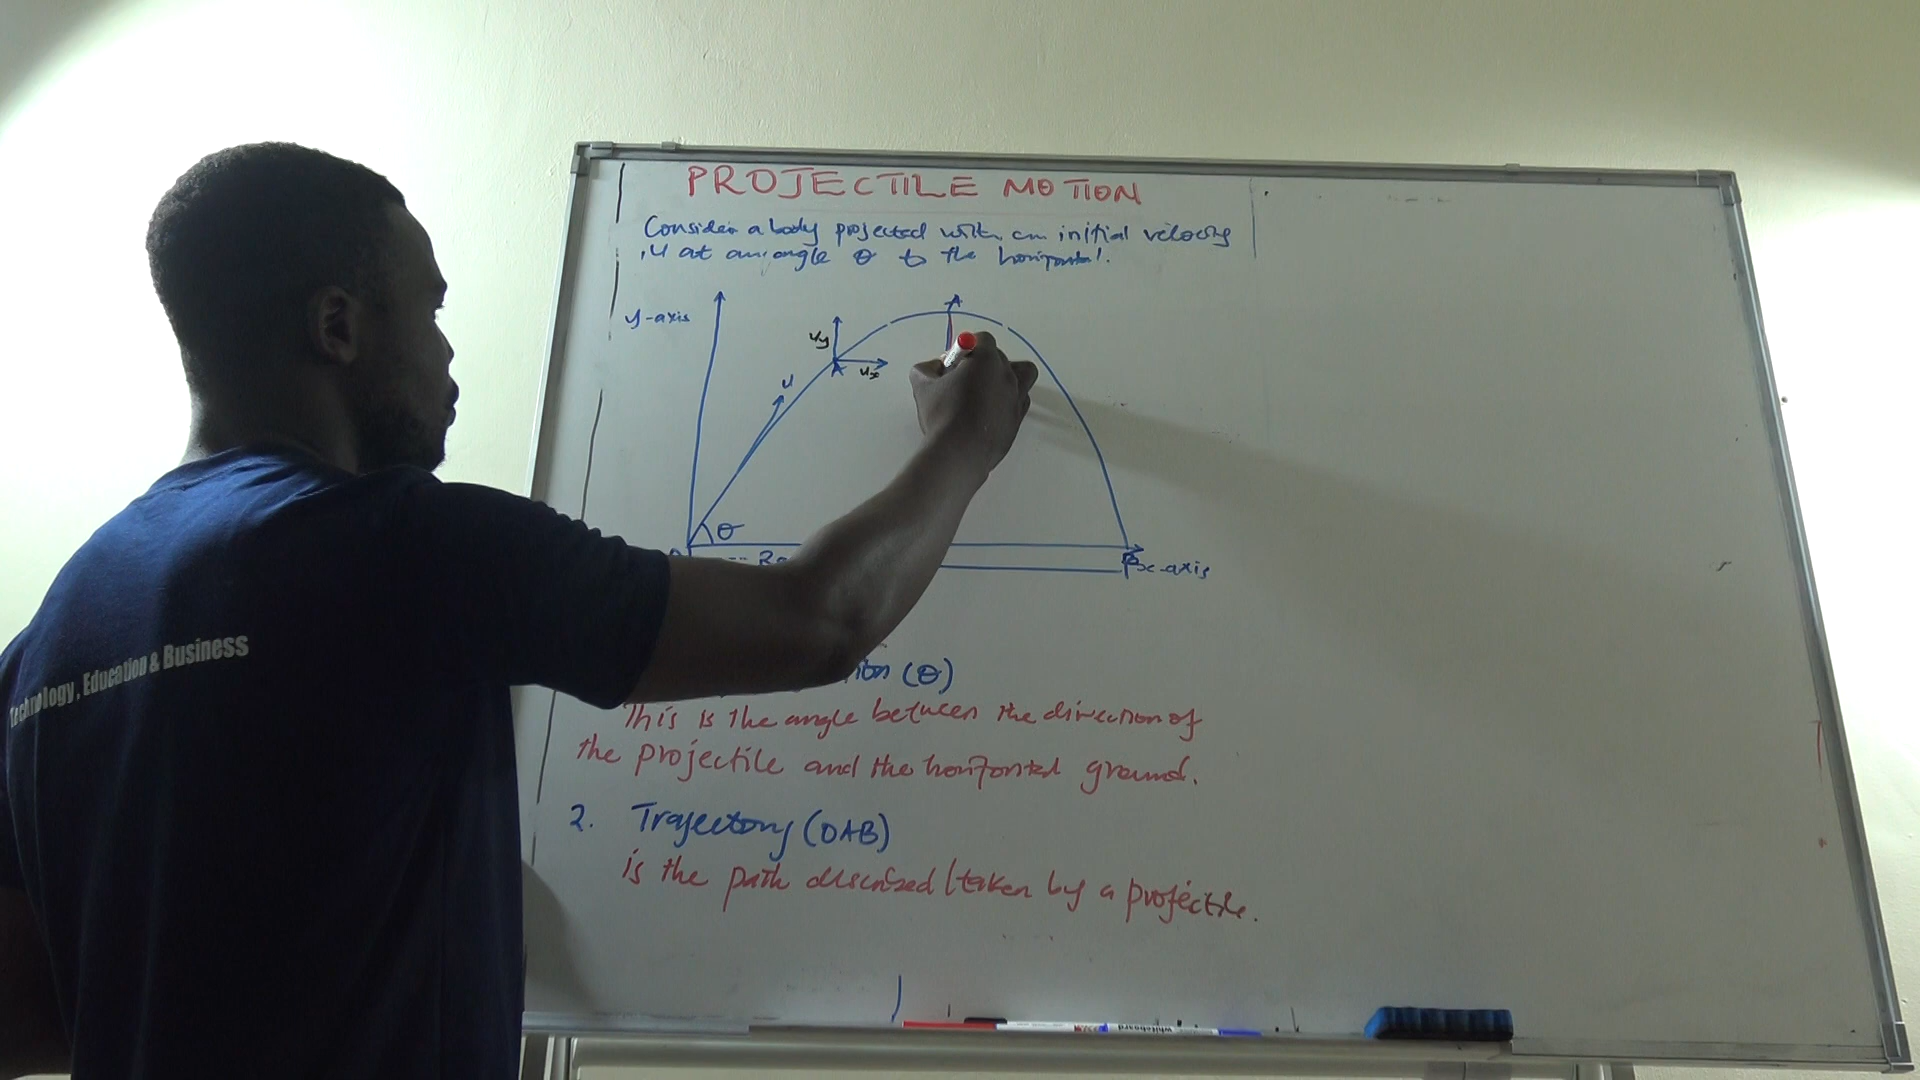 PROJECTILE MOTION
Consider a body projected with an initial velocity
u at an angle θ to the horizontal.
y-axis
A
uy
A
ux
u
θ
B x-axis
ion (θ)
This is the angle between the direction of
the projectile and the horizontal ground.
2. Trajectory (OAB)
is the path described/taken by a projectile.
Technology, Education & Business
whiteboard